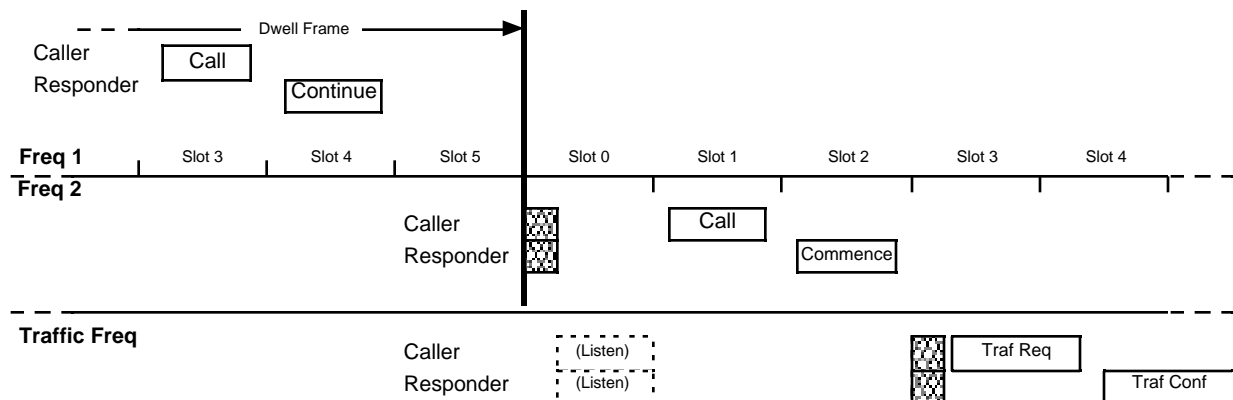 Dwell Frame
Caller Call
Responder Continue
Freq 1 Slot 3 Slot 4 Slot 5 Slot 0 Slot 1 Slot 2 Slot 3 Slot 4
Freq 2
Caller Call
Responder Commence
Traffic Freq
Caller (Listen) Traf Req
Responder (Listen) Traf Conf